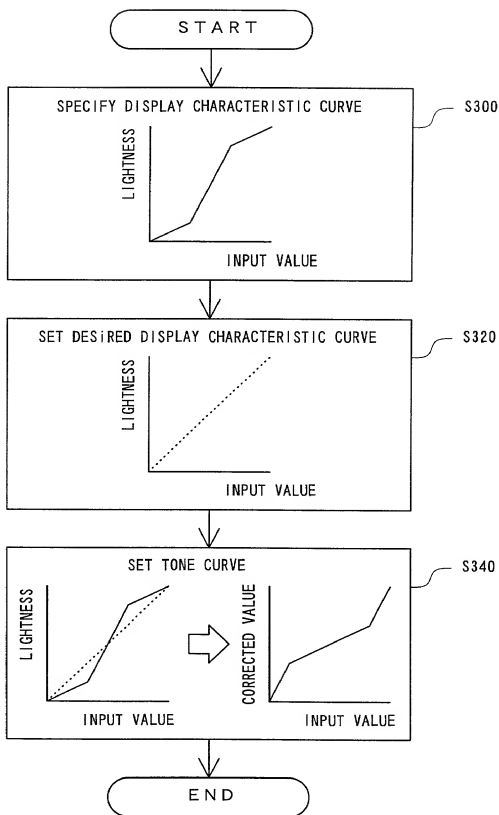 START
SPECIFY DISPLAY CHARACTERISTIC CURVE
S300
LIGHTNESS
INPUT VALUE
SET DESiRED DISPLAY CHARACTERISTIC CURVE
S320
LIGHTNESS
INPUT VALUE
SET TONE CURVE
S340
LIGHTNESS
INPUT VALUE
CORRECTED VALUE
INPUT VALUE
END